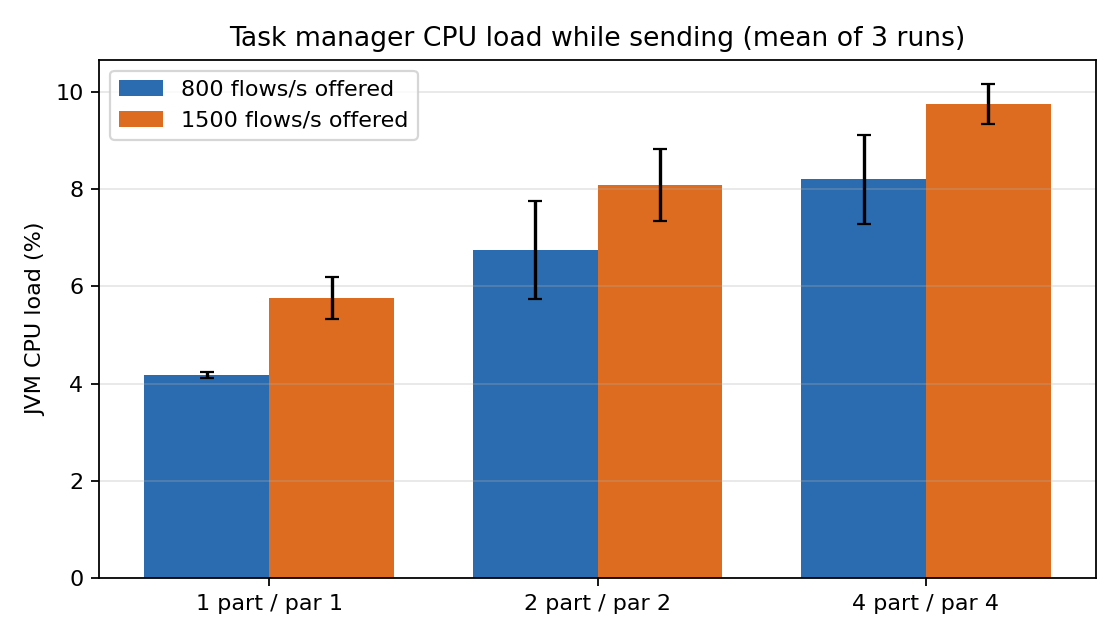 Task manager CPU load while sending (mean of 3 runs)
800 flows/s offered
1500 flows/s offered
JVM CPU load (%)
10
8
6
4
2
0
1 part / par 1
2 part / par 2
4 part / par 4